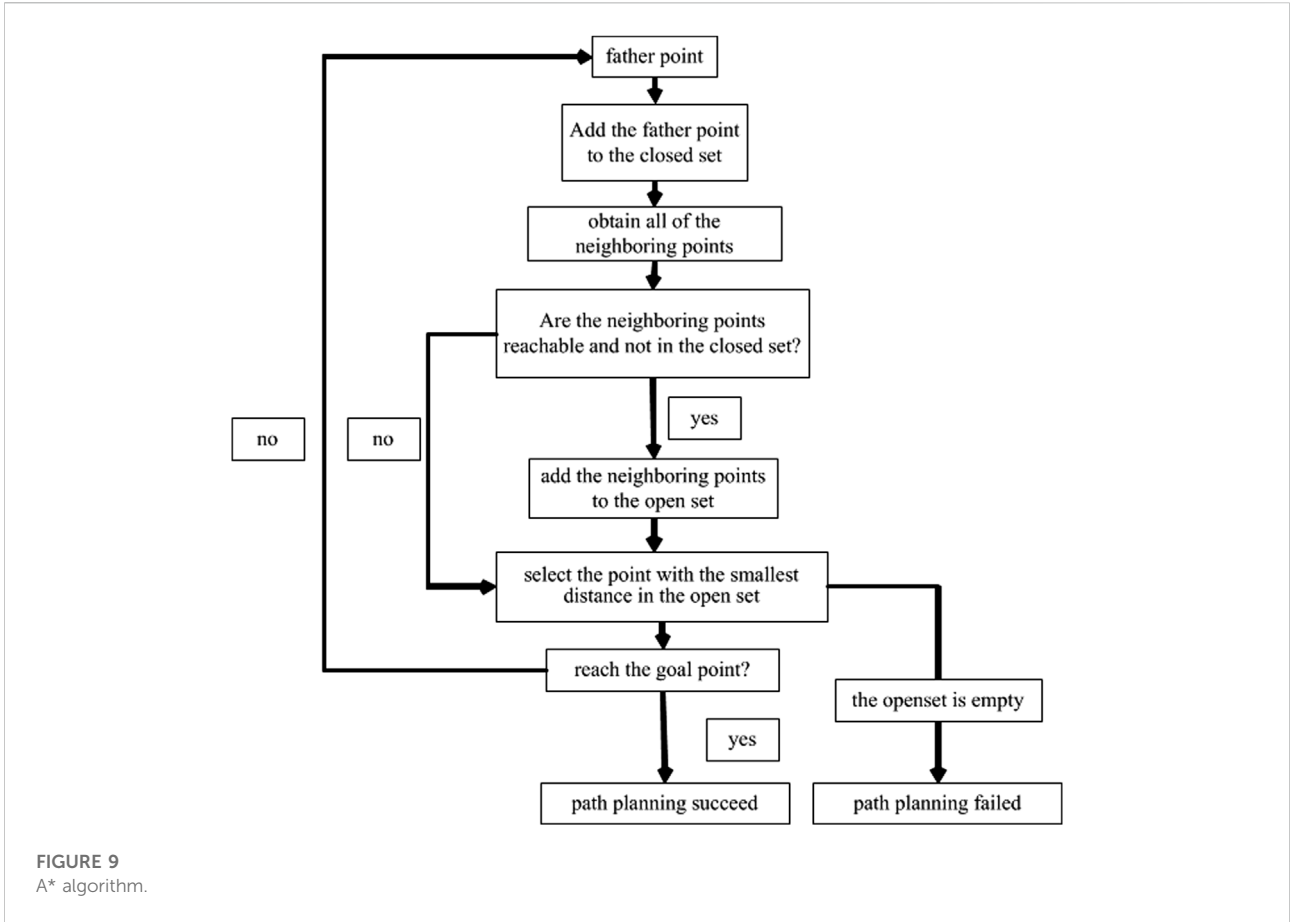 father point
Add the father point
to the closed set
obtain all of the
neighboring points
Are the neighboring points
reachable and not in the closed set?
yes
no
no
add the neighboring points
to the open set
select the point with the smallest
distance in the open set
reach the goal point?
the openset is empty
yes
path planning succeed
path planning failed
FIGURE 9
A* algorithm.